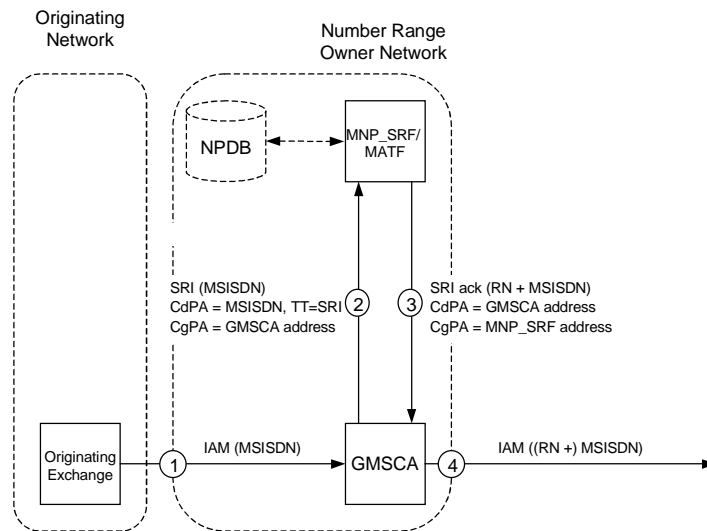 Originating
Network
Number Range
Owner Network
NPDB
MNP_SRF/
MATF
SRI (MSISDN)
CdPA = MSISDN, TT=SRI
CgPA = GMSCA address
2
3
SRI ack (RN + MSISDN)
CdPA = GMSCA address
CgPA = MNP_SRF address
Originating
Exchange
1
IAM (MSISDN)
GMSCA
4
IAM ((RN +) MSISDN)